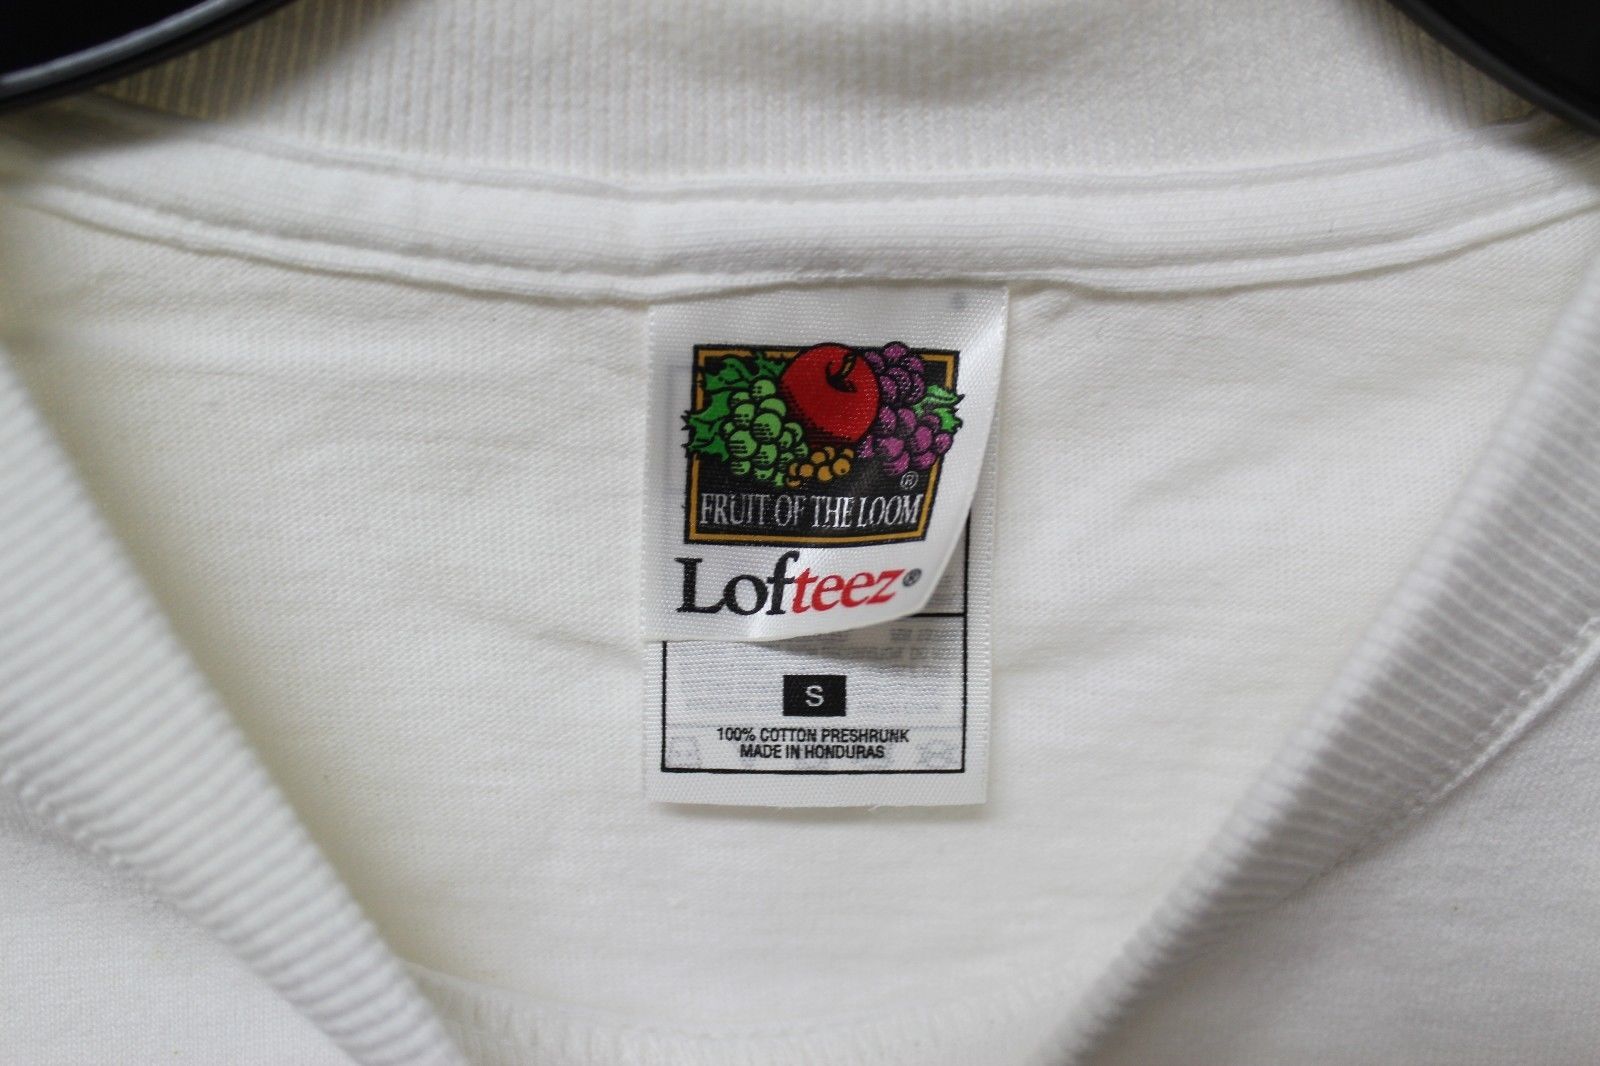 ®
FRUIT OF THE LOOM
Lofteez®
S
100% COTTON PRESHRUNK
MADE IN HONDURAS